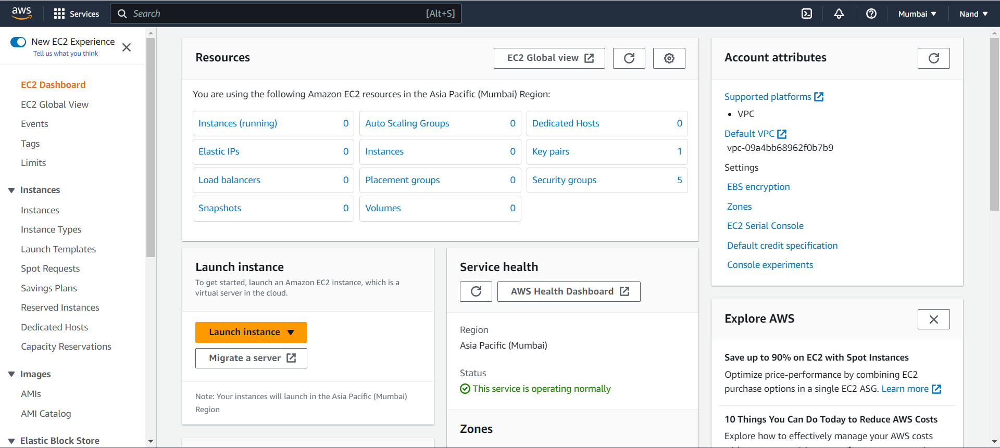 aws
Services
Search
[Alt+S]
Mumbai
Nand
New EC2 Experience
Tell us what you think
EC2 Dashboard
EC2 Global View
Events
Tags
Limits
Instances
Instances
Instance Types
Launch Templates
Spot Requests
Savings Plans
Reserved Instances
Dedicated Hosts
Capacity Reservations
Images
AMIs
AMI Catalog
Elastic Block Store
Resources
EC2 Global view
You are using the following Amazon EC2 resources in the Asia Pacific (Mumbai) Region:
Instances (running) 0
Auto Scaling Groups 0
Dedicated Hosts 0
Elastic IPs 0
Instances 0
Key pairs 1
Load balancers 0
Placement groups 0
Security groups 5
Snapshots 0
Volumes 0
Launch instance
To get started, launch an Amazon EC2 instance, which is a
virtual server in the cloud.
Launch instance
Migrate a server
Note: Your instances will launch in the Asia Pacific (Mumbai)
Region
Service health
AWS Health Dashboard
Region
Asia Pacific (Mumbai)
Status
This service is operating normally
Zones
Account attributes
Supported platforms
• VPC
Default VPC
vpc-09a4bb68962f0b7b9
Settings
EBS encryption
Zones
EC2 Serial Console
Default credit specification
Console experiments
Explore AWS
Save up to 90% on EC2 with Spot Instances
Optimize price-performance by combining EC2
purchase options in a single EC2 ASG. Learn more
10 Things You Can Do Today to Reduce AWS Costs
Explore how to effectively manage your AWS costs